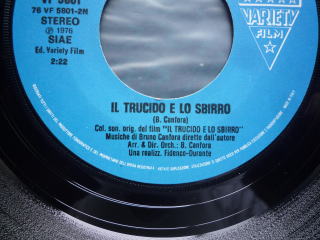 VF 5801
76 VF 5801-2N
STEREO
℗ 1976
SIAE
Ed. Variety Film
2:22
VARIETY
FILM
IL TRUCIDO E LO SBIRRO
(B. Canfora)
Col. son. orig. del film "IL TRUCIDO E LO SBIRRO"
Musiche di Bruno Canfora dirette dall'autore
Arr. & Dir. Orch.: B. Canfora
Una realizz. Fidenco-Durante